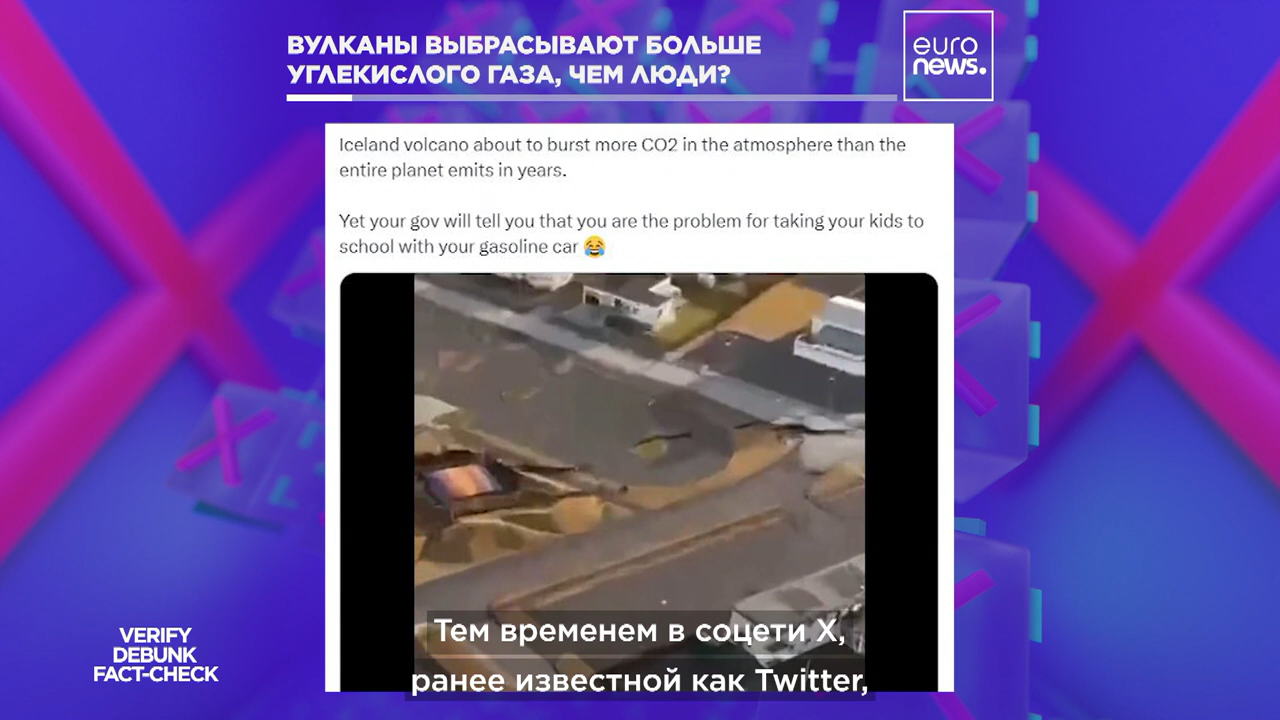 ВУЛКАНЫ ВЫБРАСЫВАЮТ БОЛЬШЕ
УГЛЕКИСЛОГО ГАЗА, ЧЕМ ЛЮДИ?
euro
news.
Iceland volcano about to burst more CO2 in the atmosphere than the
entire planet emits in years.
Yet your gov will tell you that you are the problem for taking your kids to
school with your gasoline car 😂
Тем временем в соцсети X,
ранее известной как Twitter,
VERIFY
DEBUNK
FACT-CHECK